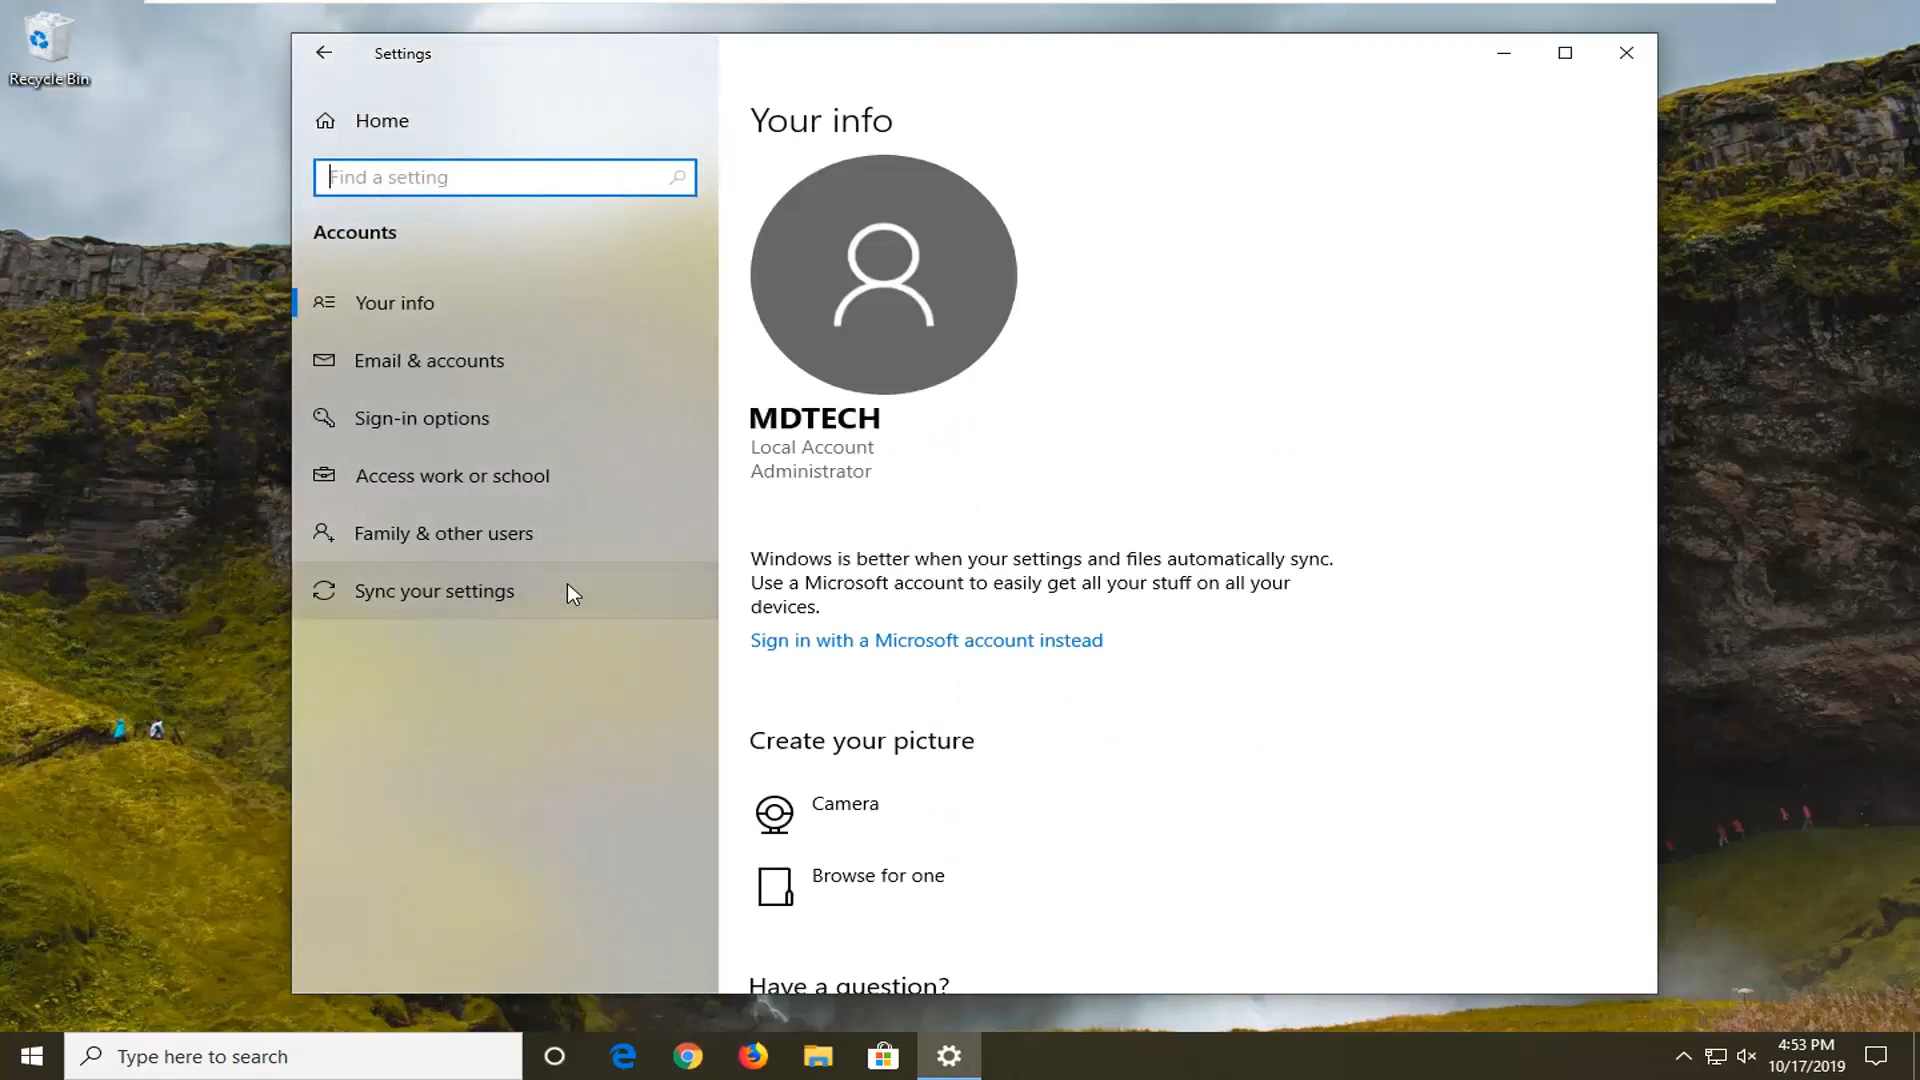 Recycle Bin
Settings
Home
Find a setting
Accounts
Your info
Email & accounts
Sign-in options
Access work or school
Family & other users
Sync your settings
Your info
MDTECH
Local Account
Administrator
Windows is better when your settings and files automatically sync.
Use a Microsoft account to easily get all your stuff on all your
devices.
Sign in with a Microsoft account instead
Create your picture
Camera
Browse for one
Have a question?
Type here to search
4:53 PM
10/17/2019